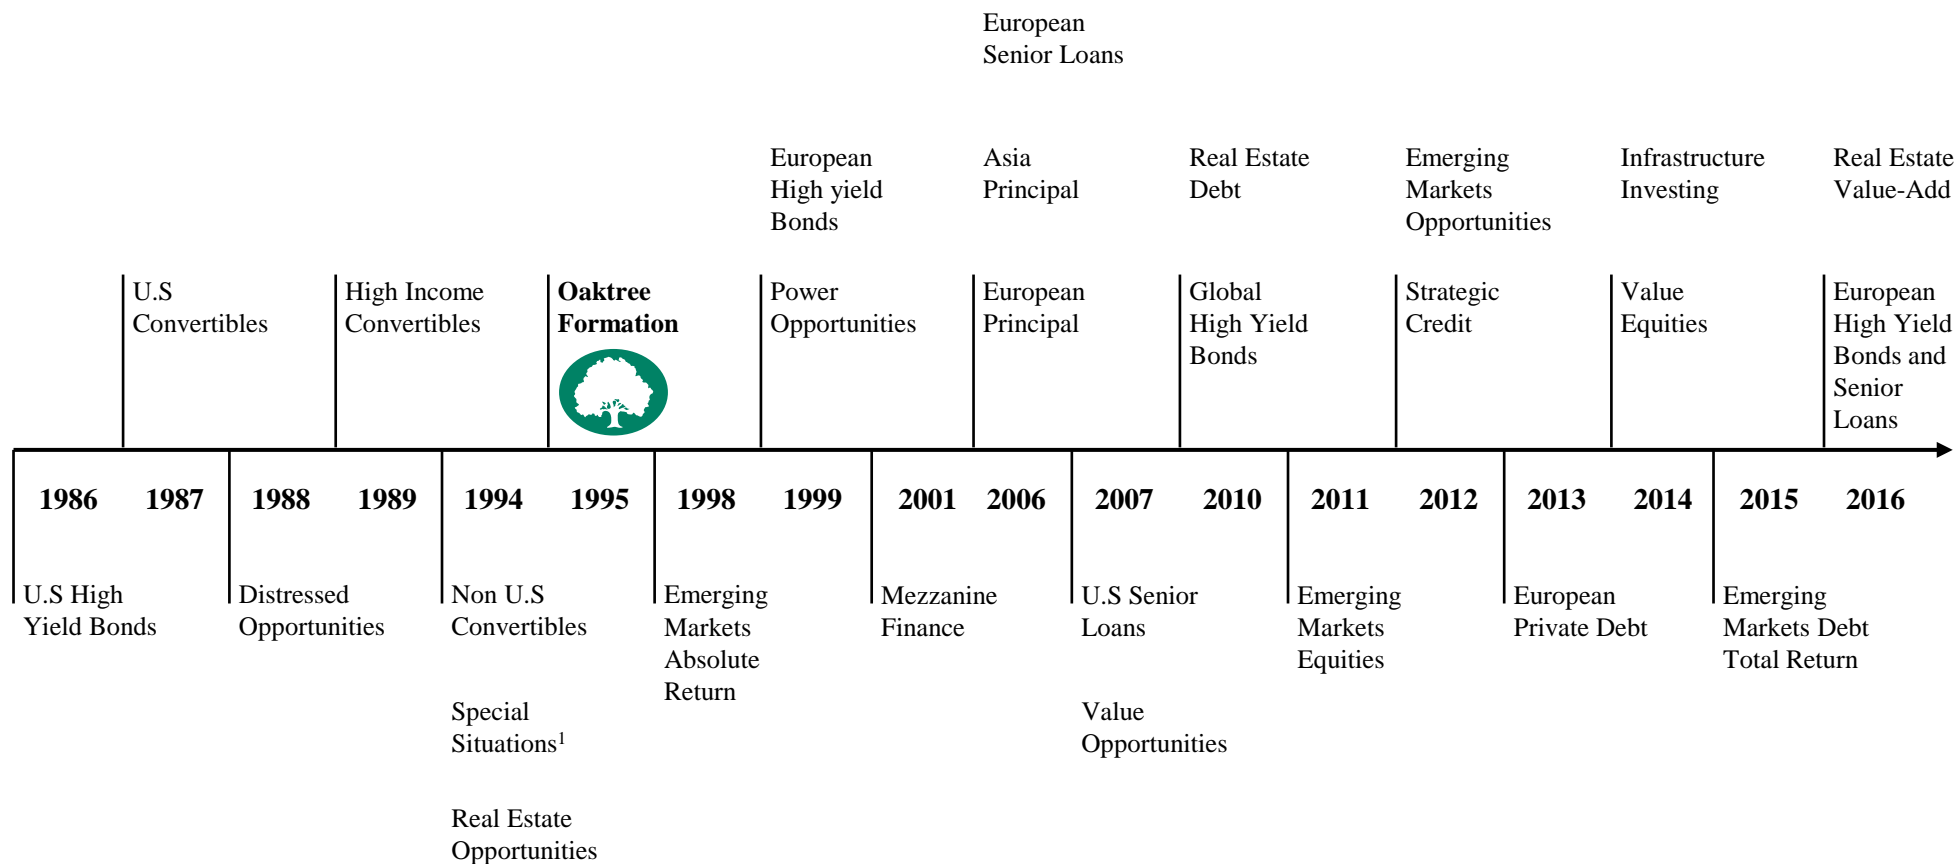 European
Senior Loans
European
High yield
Bonds
Asia
Principal
Real Estate
Debt
Emerging
Markets
Opportunities
Infrastructure
Investing
Real Estate
Value-Add
U.S
Convertibles
High Income
Convertibles
Oaktree
Formation
Power
Opportunities
European
Principal
Global
High Yield
Bonds
Strategic
Credit
Value
Equities
European
High Yield
Bonds and
Senior
Loans
1986 1987 1988 1989 1994 1995 1998 1999 2001 2006 2007 2010 2011 2012 2013 2014 2015 2016
U.S High
Yield Bonds
Distressed
Opportunities
Non U.S
Convertibles
Special
Situations¹
Real Estate
Opportunities
Emerging
Markets
Absolute
Return
Mezzanine
Finance
U.S Senior
Loans
Value
Opportunities
Emerging
Markets
Equities
European
Private Debt
Emerging
Markets Debt
Total Return